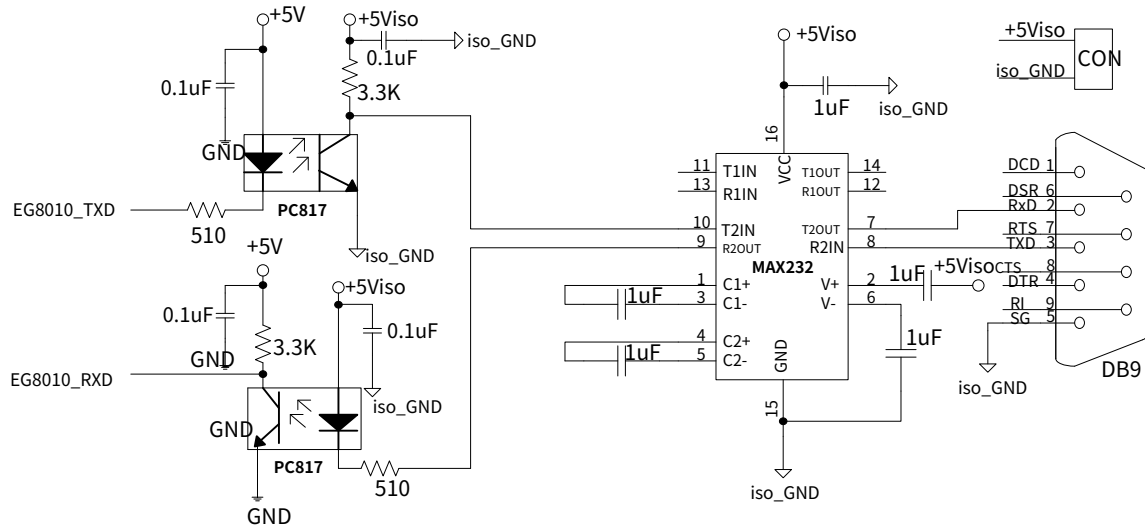 +5V
+5Viso
iso_GND
0.1uF
0.1uF
3.3K
GND
PC817
EG8010_TXD
510
iso_GND
+5V
+5Viso
0.1uF
0.1uF
3.3K
GND
EG8010_RXD
iso_GND
GND
PC817
510
GND
+5Viso
1uF
iso_GND
16
VCC
11 T1IN T1OUT 14
13 R1IN R1OUT 12
10 T2IN T2OUT 7
9 R2OUT R2IN 8
MAX232
1 C1+ V+ 2
3 C1- V- 6
1uF
4 C2+
5 C2-
1uF
GND
15
1uF
+5Viso
1uF
iso_GND
+5Viso
iso_GND
CON
DCD 1
DSR 6
RxD 2
RTS 7
TXD 3
CTS 8
DTR 4
RI 9
SG 5
iso_GND
DB9